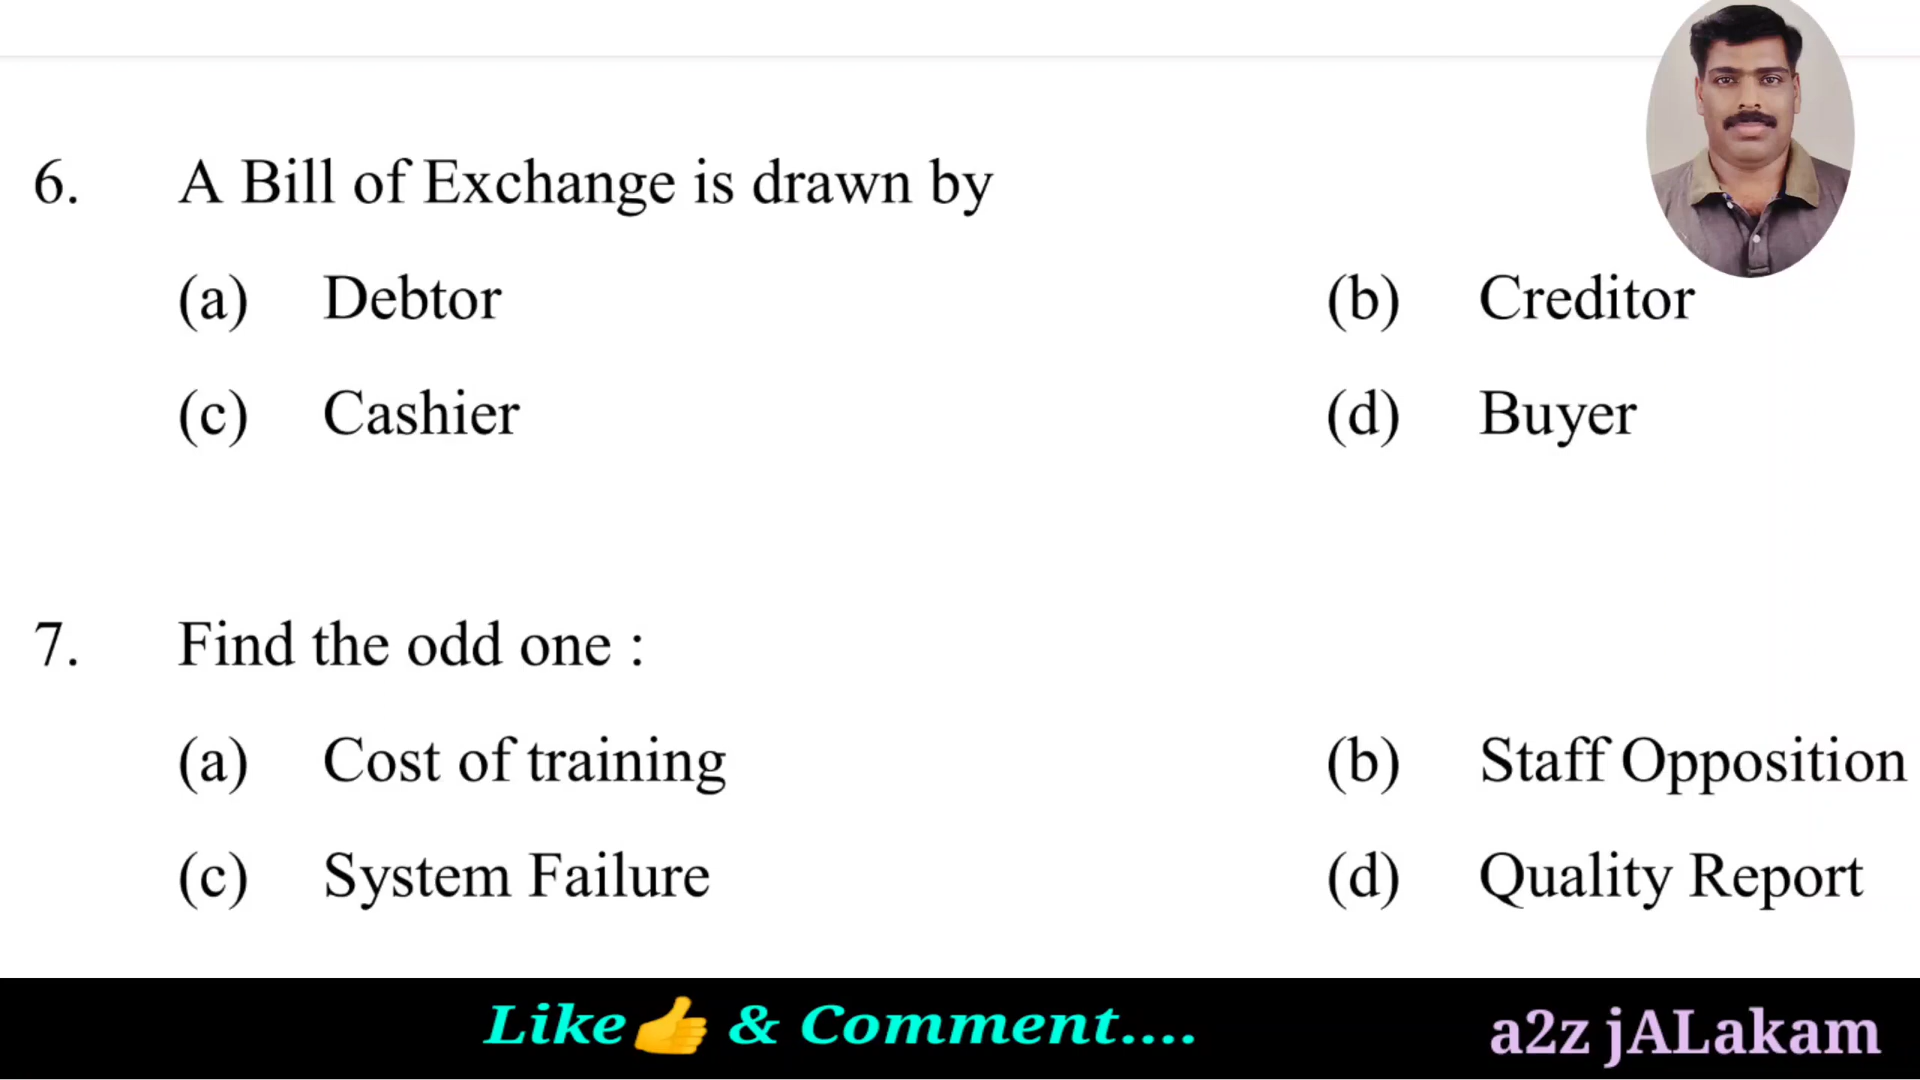 6. A Bill of Exchange is drawn by
(a) Debtor (b) Creditor
(c) Cashier (d) Buyer
7. Find the odd one :
(a) Cost of training (b) Staff Opposition
(c) System Failure (d) Quality Report
Like👍 & Comment.... a2z jALakam